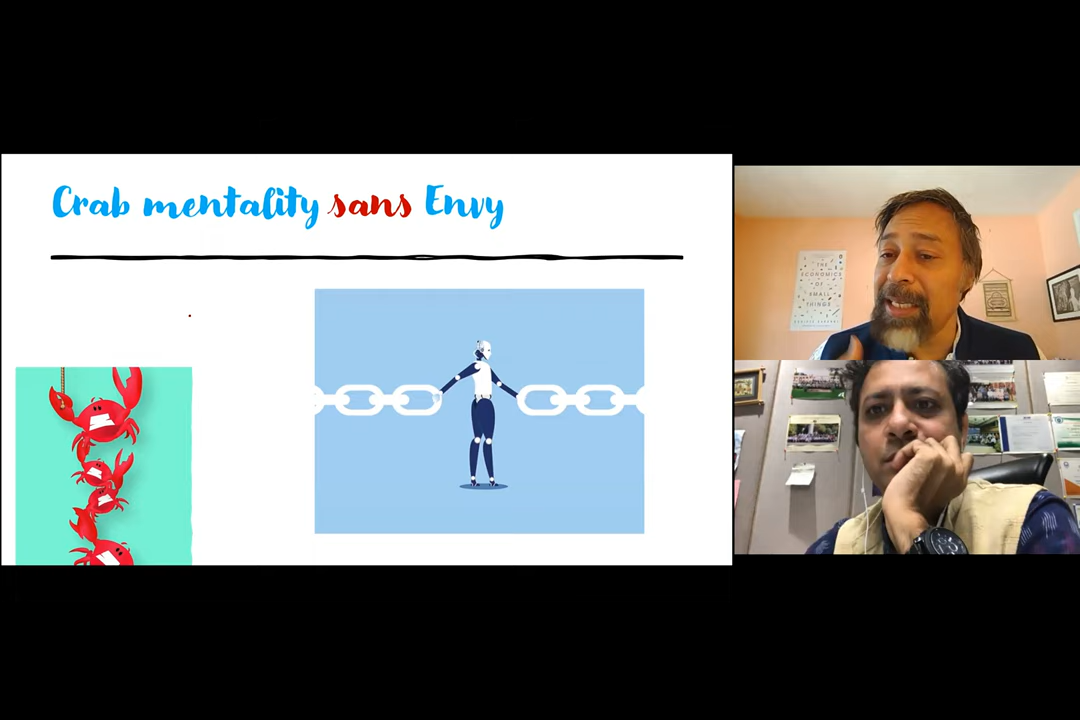 Crab mentality sans Envy
THE
ECONOMICS
OF
SMALL
THINGS